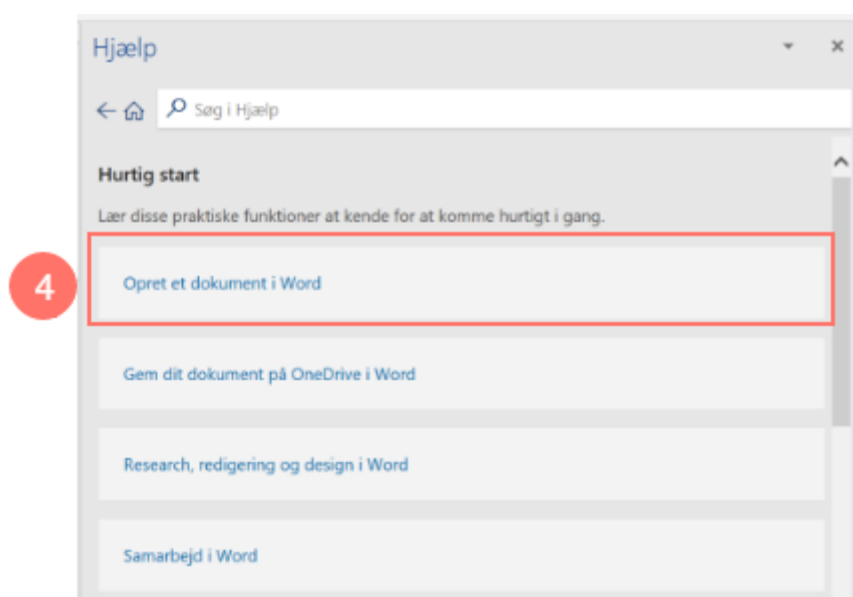 Hjælp
Søg i Hjælp
Hurtig start
Lær disse praktiske funktioner at kende for at komme hurtigt i gang.
4
Opret et dokument i Word
Gem dit dokument på OneDrive i Word
Research, redigering og design i Word
Samarbejd i Word